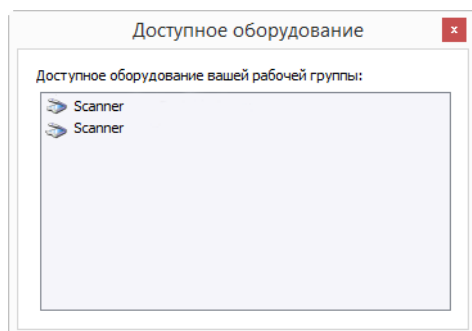 Доступное оборудование
x
Доступное оборудование вашей рабочей группы:
Scanner
Scanner